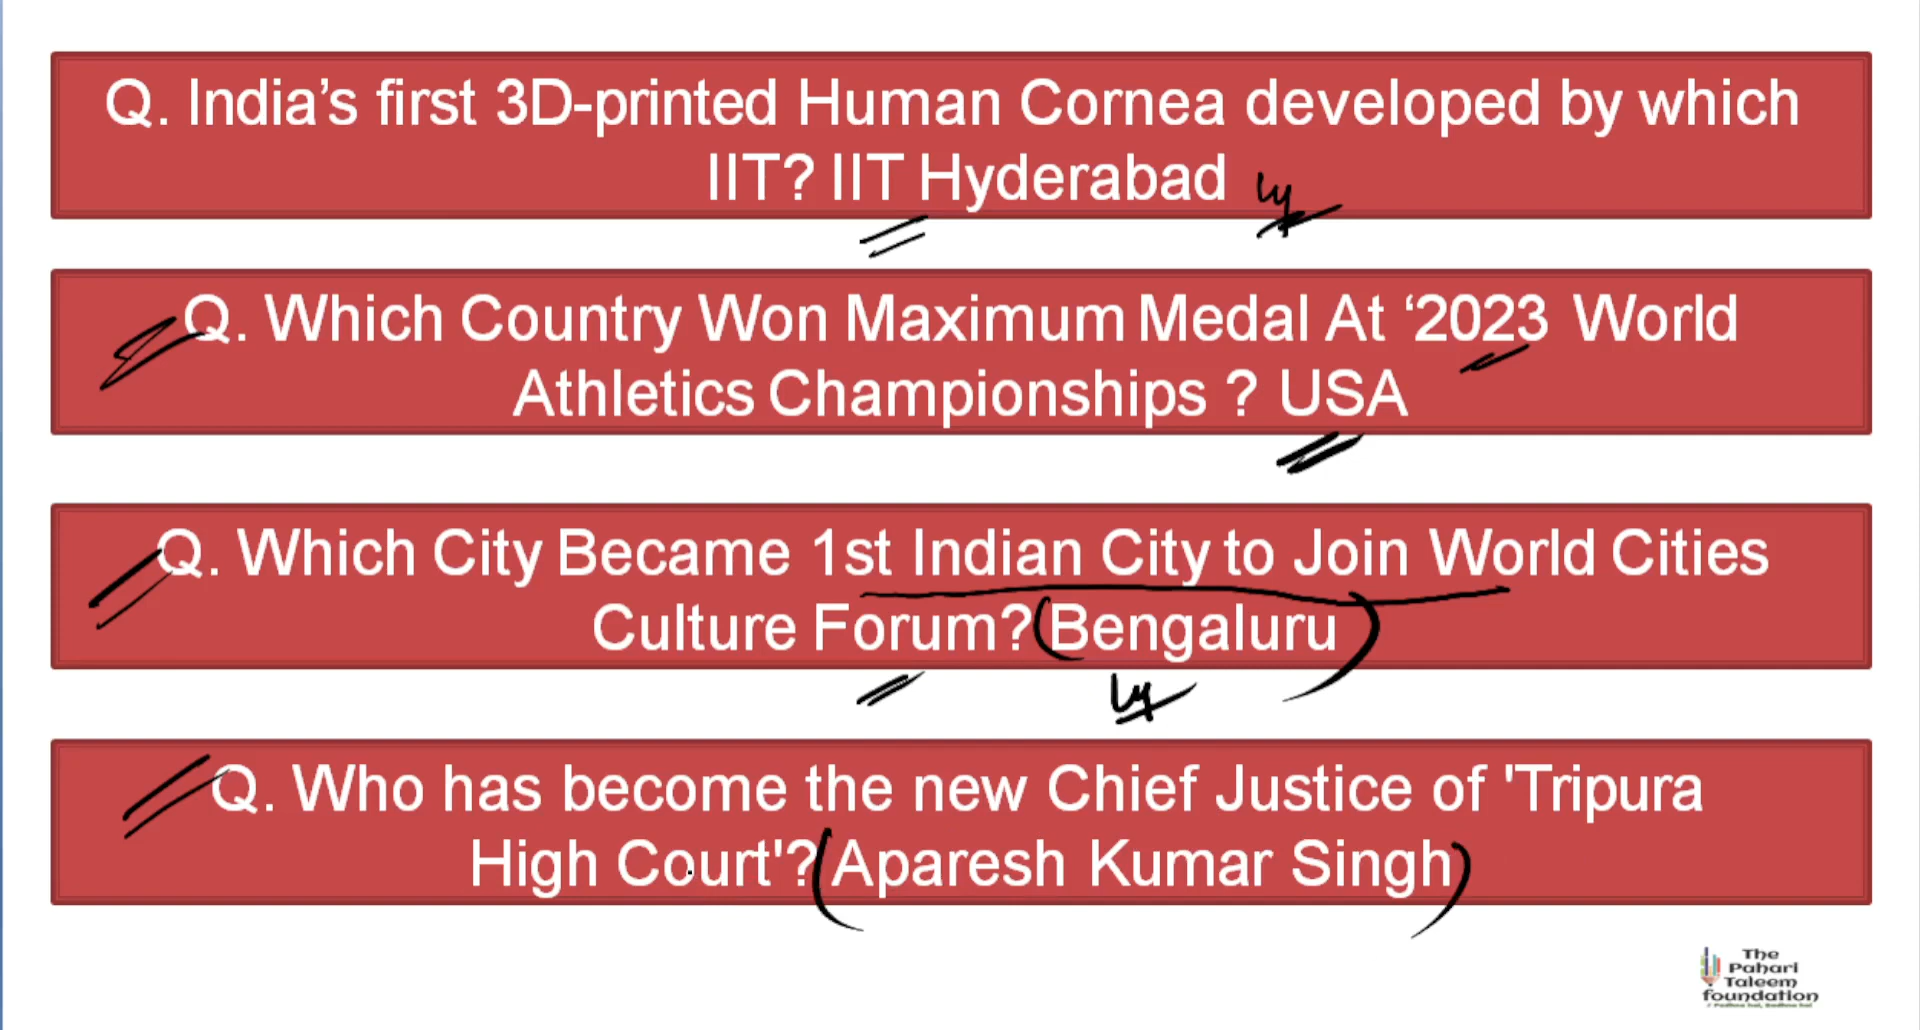 Q. India’s first 3D-printed Human Cornea developed by which
IIT? IIT Hyderabad
Q. Which Country Won Maximum Medal At ‘2023 World
Athletics Championships ? USA
Q. Which City Became 1st Indian City to Join World Cities
Culture Forum? Bengaluru
Q. Who has become the new Chief Justice of 'Tripura
High Court'? Aparesh Kumar Singh
The
Pahari
Taleem
foundation